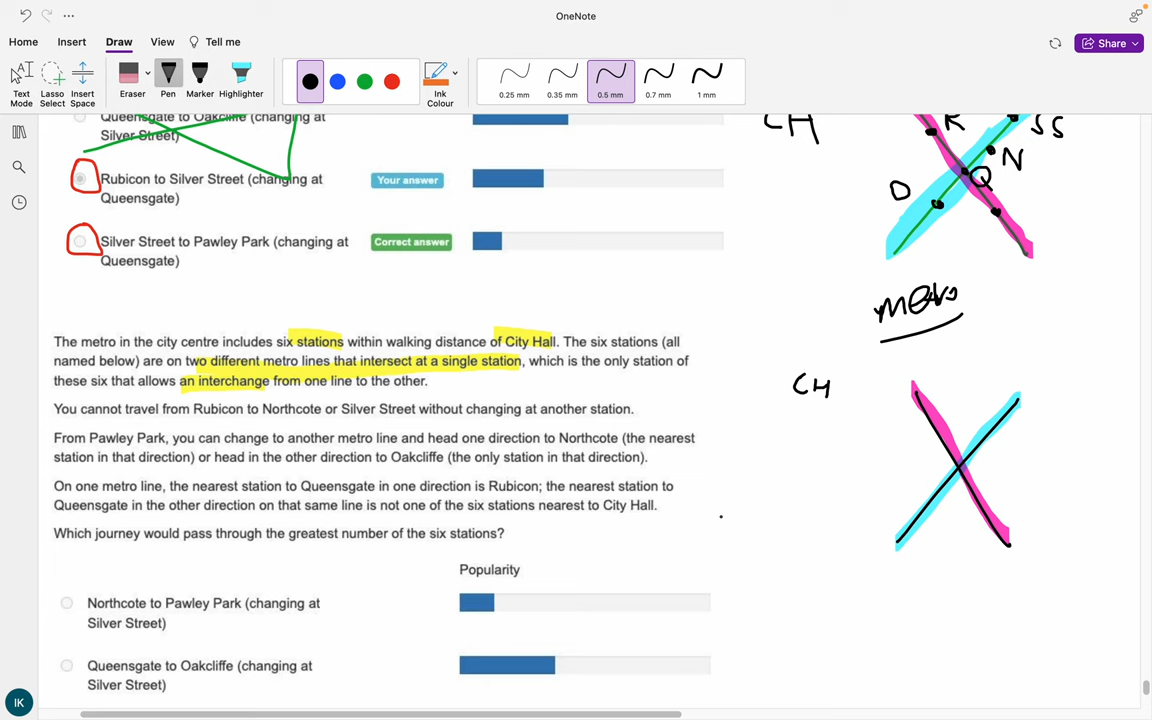 OneNote
Home Insert Draw View Tell me
Share
Text Mode
Lasso Select
Insert Space
Eraser
Pen
Marker
Highlighter
Ink Colour
0.25 mm 0.35 mm 0.5 mm 0.7 mm 1 mm
Queensgate to Oakcliffe (changing at
Silver Street)
Rubicon to Silver Street (changing at
Queensgate)
Your answer
Silver Street to Pawley Park (changing at
Queensgate)
Correct answer
CH
R
SS
N
Q
O
metro
CH
The metro in the city centre includes six stations within walking distance of City Hall. The six stations (all
named below) are on two different metro lines that intersect at a single station, which is the only station of
these six that allows an interchange from one line to the other.
You cannot travel from Rubicon to Northcote or Silver Street without changing at another station.
From Pawley Park, you can change to another metro line and head one direction to Northcote (the nearest
station in that direction) or head in the other direction to Oakcliffe (the only station in that direction).
On one metro line, the nearest station to Queensgate in one direction is Rubicon; the nearest station to
Queensgate in the other direction on that same line is not one of the six stations nearest to City Hall.
Which journey would pass through the greatest number of the six stations?
Popularity
Northcote to Pawley Park (changing at
Silver Street)
Queensgate to Oakcliffe (changing at
Silver Street)
IK